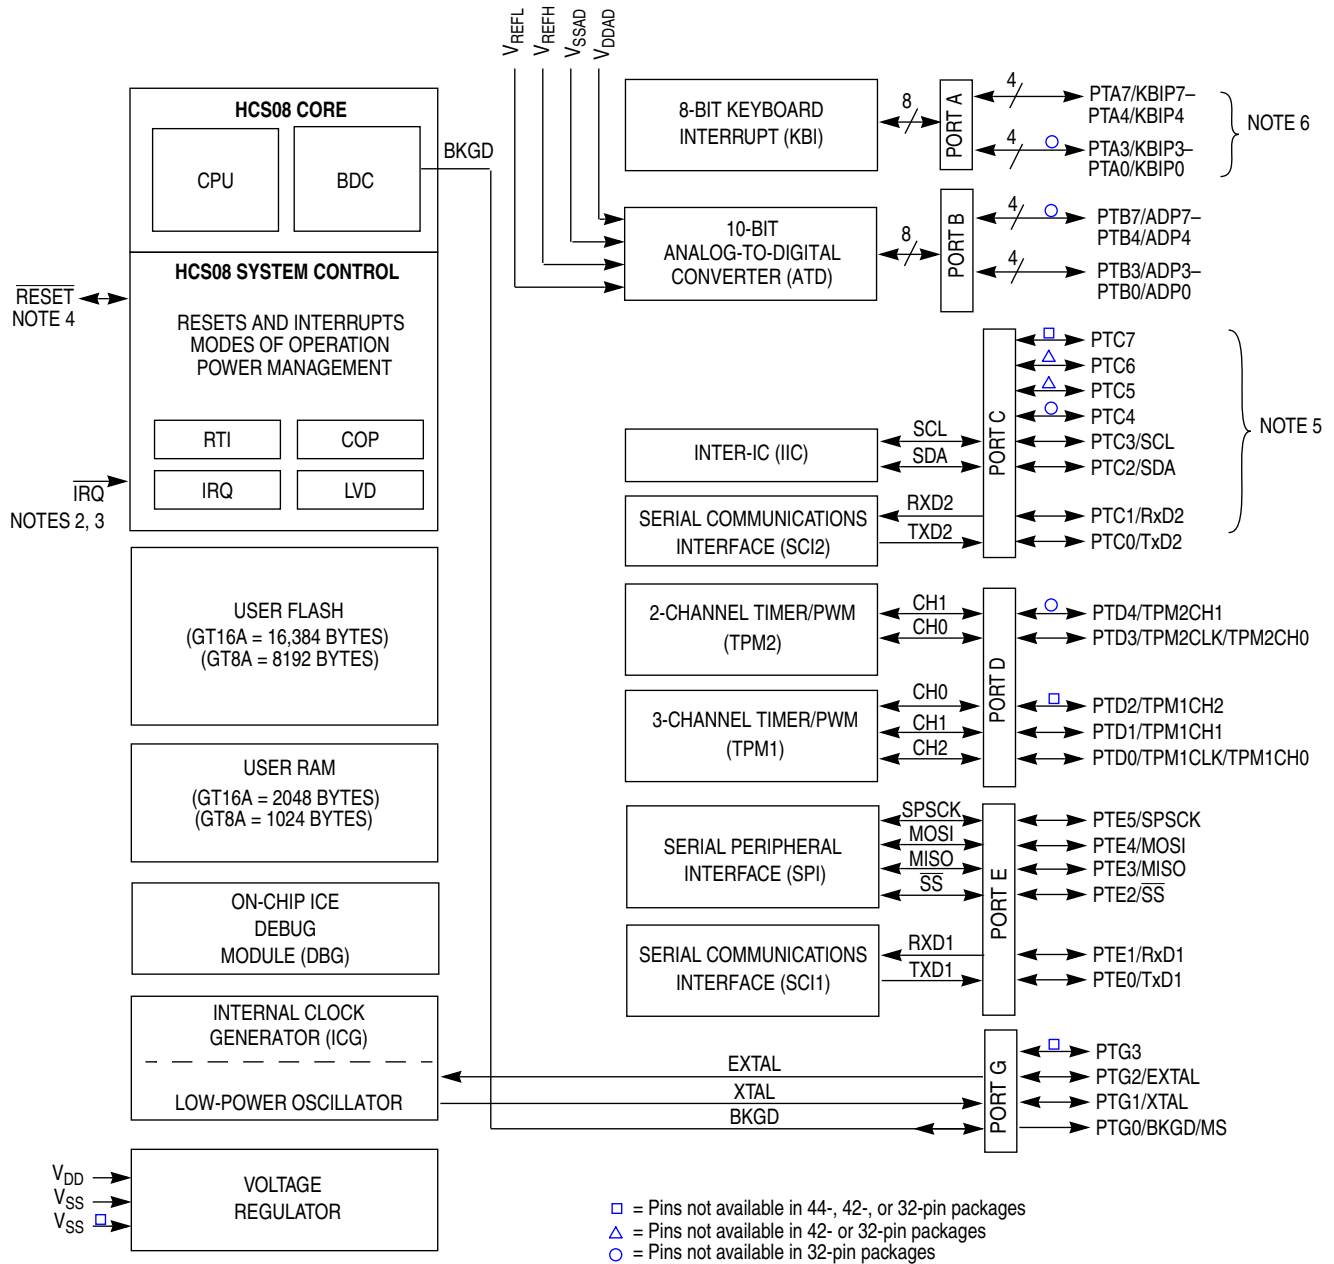 VREFL
VREFH
VSSAD
VDDAD
HCS08 CORE
CPU
BDC
BKGD
HCS08 SYSTEM CONTROL
RESET
NOTE 4
RESETS AND INTERRUPTS
MODES OF OPERATION
POWER MANAGEMENT
RTI
COP
IRQ
LVD
IRQ
NOTES 2, 3
USER FLASH
(GT16A = 16,384 BYTES)
(GT8A = 8192 BYTES)
USER RAM
(GT16A = 2048 BYTES)
(GT8A = 1024 BYTES)
ON-CHIP ICE
DEBUG
MODULE (DBG)
INTERNAL CLOCK
GENERATOR (ICG)
LOW-POWER OSCILLATOR
VDD
VSS
VSS
VOLTAGE
REGULATOR
8-BIT KEYBOARD
INTERRUPT (KBI)
8
PORT A
4
PTA7/KBIP7–
PTA4/KBIP4
4
PTA3/KBIP3–
PTA0/KBIP0
NOTE 6
10-BIT
ANALOG-TO-DIGITAL
CONVERTER (ATD)
8
PORT B
4
PTB7/ADP7–
PTB4/ADP4
4
PTB3/ADP3–
PTB0/ADP0
INTER-IC (IIC)
SCL
SDA
SERIAL COMMUNICATIONS
INTERFACE (SCI2)
RXD2
TXD2
PORT C
PTC7
PTC6
PTC5
PTC4
PTC3/SCL
PTC2/SDA
PTC1/RxD2
PTC0/TxD2
NOTE 5
2-CHANNEL TIMER/PWM
(TPM2)
CH1
CH0
3-CHANNEL TIMER/PWM
(TPM1)
CH0
CH1
CH2
PORT D
PTD4/TPM2CH1
PTD3/TPM2CLK/TPM2CH0
PTD2/TPM1CH2
PTD1/TPM1CH1
PTD0/TPM1CLK/TPM1CH0
SERIAL PERIPHERAL
INTERFACE (SPI)
SPSCK
MOSI
MISO
SS
SERIAL COMMUNICATIONS
INTERFACE (SCI1)
RXD1
TXD1
PORT E
PTE5/SPSCK
PTE4/MOSI
PTE3/MISO
PTE2/SS
PTE1/RxD1
PTE0/TxD1
EXTAL
XTAL
BKGD
PORT G
PTG3
PTG2/EXTAL
PTG1/XTAL
PTG0/BKGD/MS
= Pins not available in 44-, 42-, or 32-pin packages
= Pins not available in 42- or 32-pin packages
= Pins not available in 32-pin packages